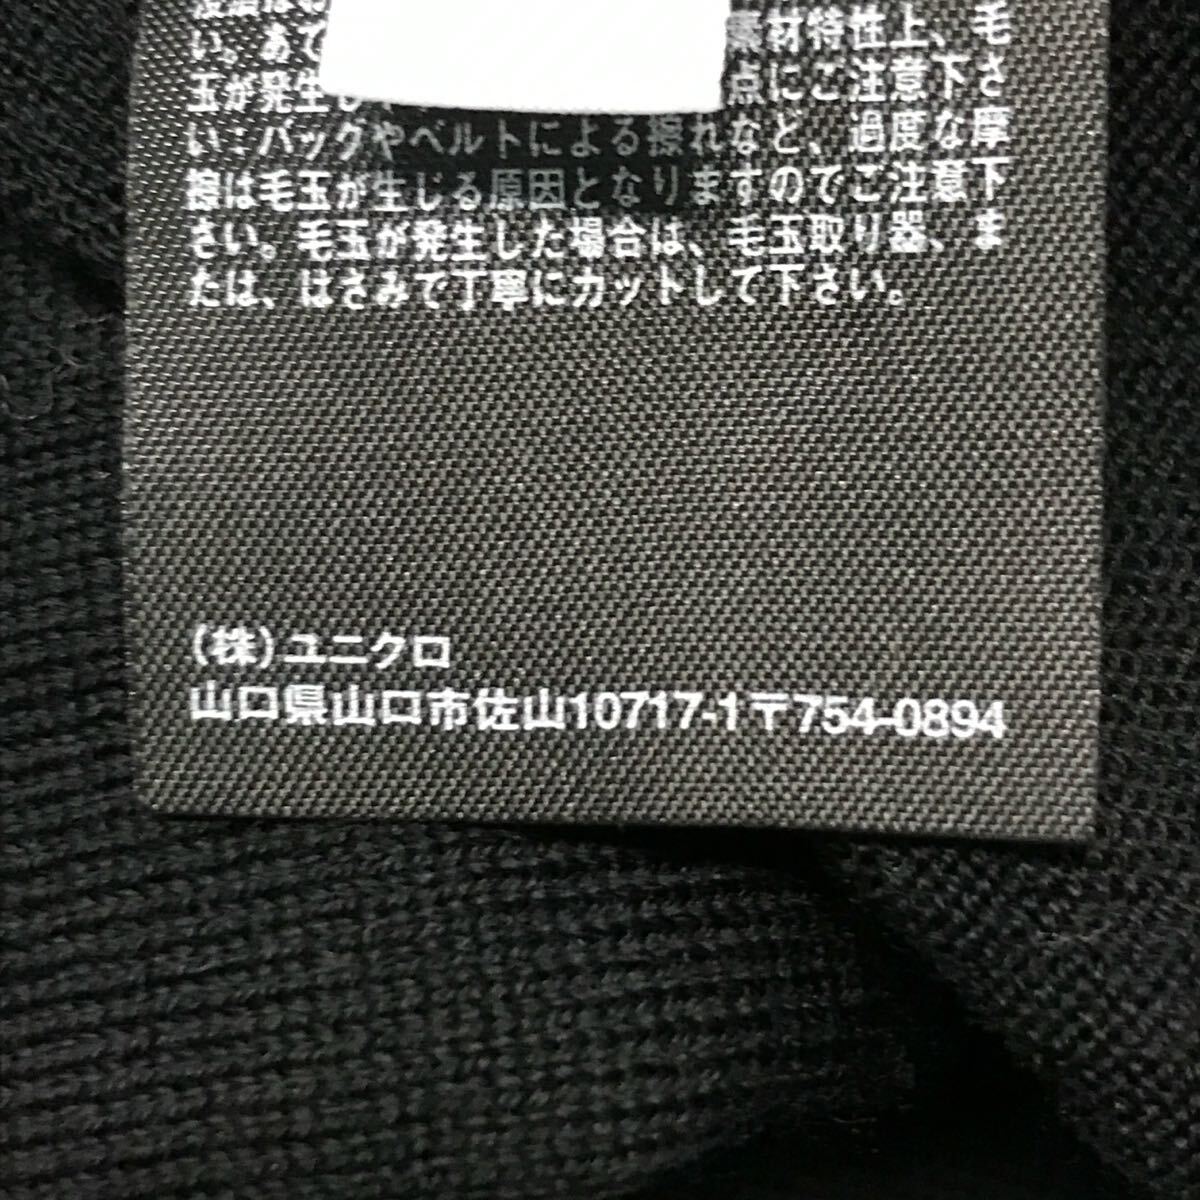 い。あて
素材特性上、毛
玉が発生し
点にご注意下さ
い：バッグやベルトによる擦れなど、過度な摩
擦は毛玉が生じる原因となりますのでご注意下
さい。毛玉が発生した場合は、毛玉取り器、ま
たは、はさみで丁寧にカットして下さい。
(株)ユニクロ
山口県山口市佐山10717-1〒754-0894